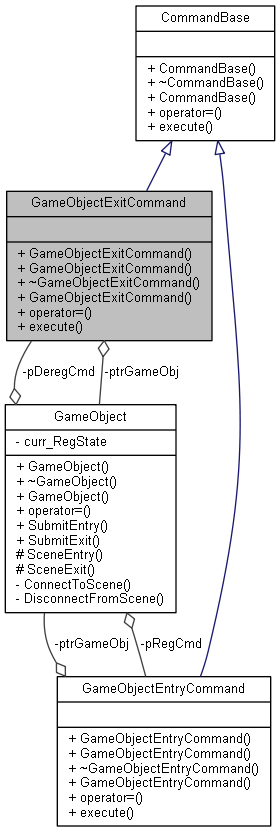 CommandBase
+ CommandBase()
+ ~CommandBase()
+ CommandBase()
+ operator=()
+ execute()
GameObjectExitCommand
+ GameObjectExitCommand()
+ GameObjectExitCommand()
+ ~GameObjectExitCommand()
+ GameObjectExitCommand()
+ operator=()
+ execute()
-pDeregCmd
-ptrGameObj
GameObject
- curr_RegState
+ GameObject()
+ ~GameObject()
+ GameObject()
+ operator=()
+ SubmitEntry()
+ SubmitExit()
# SceneEntry()
# SceneExit()
- ConnectToScene()
- DisconnectFromScene()
-ptrGameObj
-pRegCmd
GameObjectEntryCommand
+ GameObjectEntryCommand()
+ GameObjectEntryCommand()
+ ~GameObjectEntryCommand()
+ GameObjectEntryCommand()
+ operator=()
+ execute()